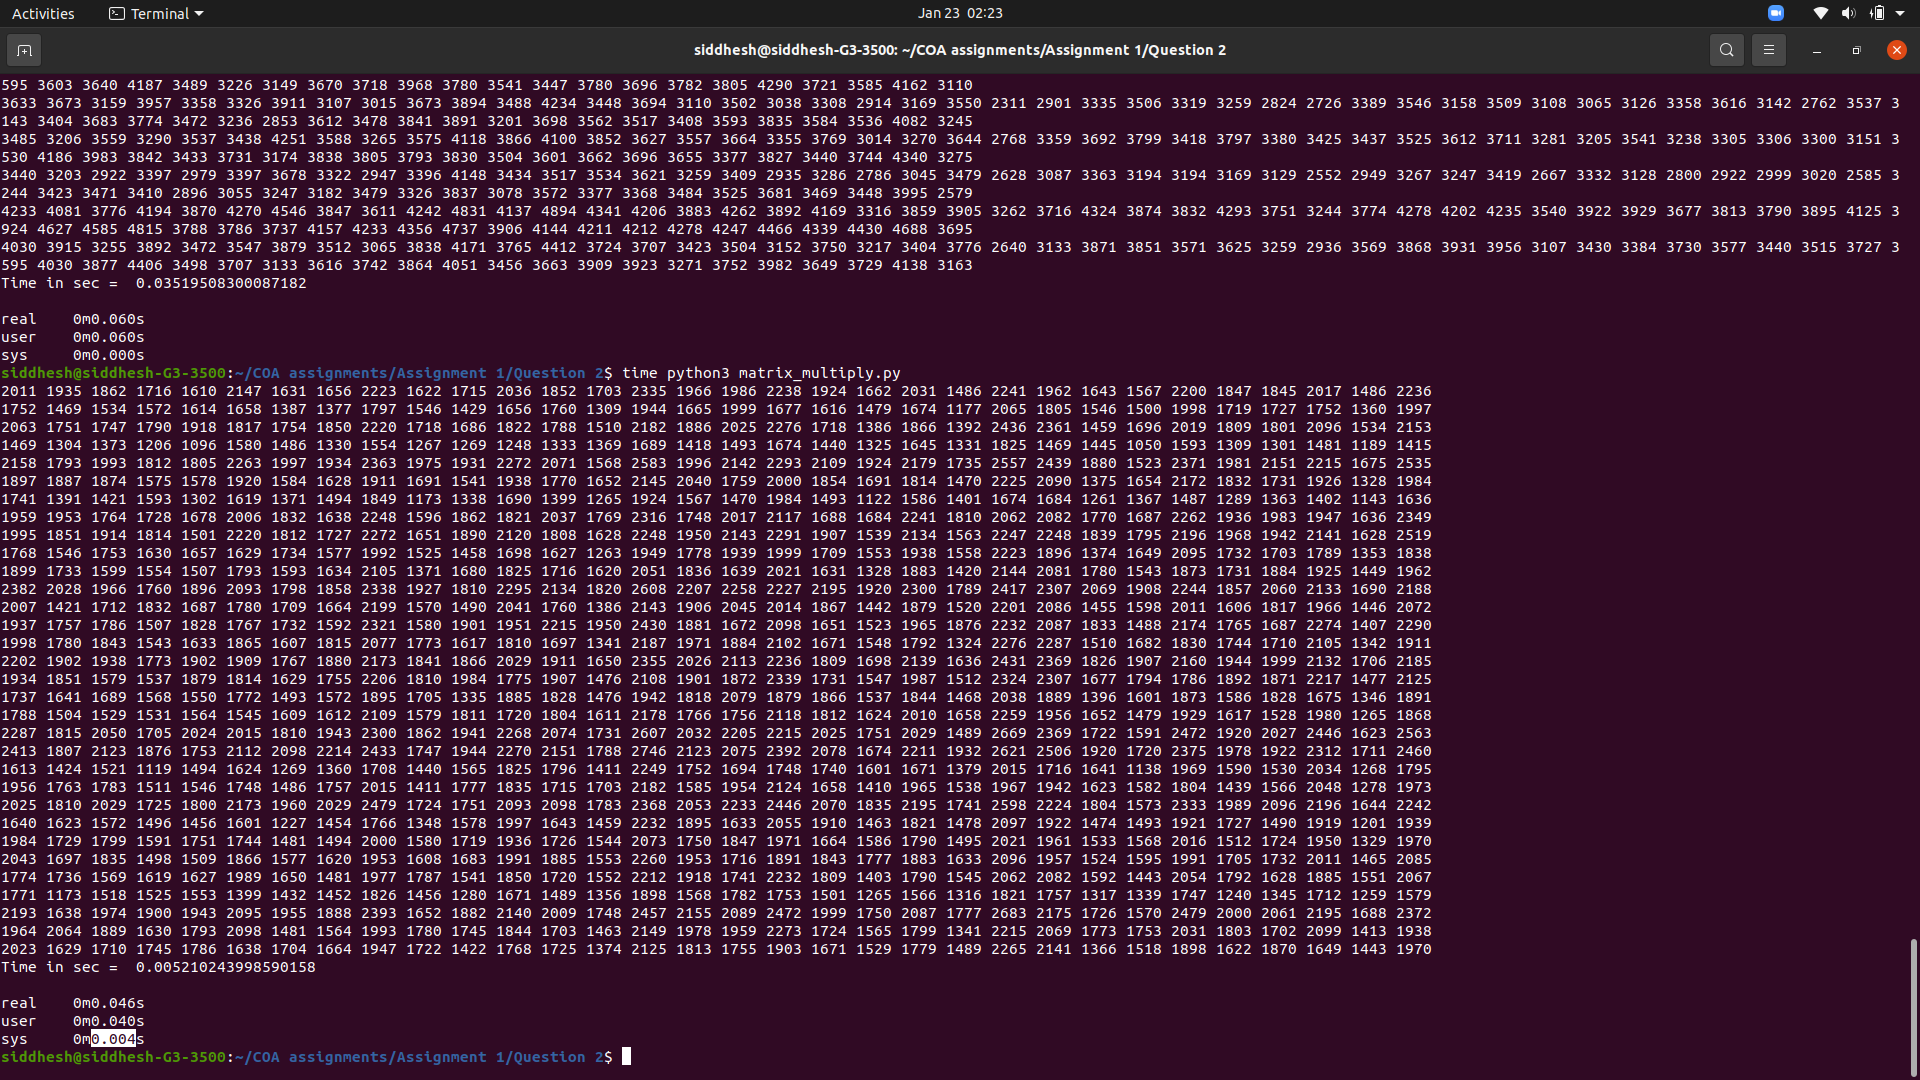 Activities Terminal Jan 23 02:23
siddhesh@siddhesh-G3-3500: ~/COA assignments/Assignment 1/Question 2
595 3603 3640 4187 3489 3226 3149 3670 3718 3968 3780 3541 3447 3780 3696 3782 3805 4290 3721 3585 4162 3110
3633 3673 3159 3957 3358 3326 3911 3107 3015 3673 3894 3488 4234 3448 3694 3110 3502 3038 3308 2914 3169 3550 2311 2901 3335 3506 3319 3259 2824 2726 3389 3546 3158 3509 3108 3065 3126 3358 3616 3142 2762 3537 3
143 3404 3683 3774 3472 3236 2853 3612 3478 3841 3891 3201 3698 3562 3517 3408 3593 3835 3584 3536 4082 3245
3485 3206 3559 3290 3537 3438 4251 3588 3265 3575 4118 3866 4100 3852 3627 3557 3664 3355 3769 3014 3270 3644 2768 3359 3692 3799 3418 3797 3380 3425 3437 3525 3612 3711 3281 3205 3541 3238 3305 3306 3300 3151 3
530 4186 3983 3842 3433 3731 3174 3838 3805 3793 3830 3504 3601 3662 3696 3655 3377 3827 3440 3744 4340 3275
3440 3203 2922 3397 2979 3397 3678 3322 2947 3396 4148 3434 3517 3534 3621 3259 3409 2935 3286 2786 3045 3479 2628 3087 3363 3194 3194 3169 3129 2552 2949 3267 3247 3419 2667 3332 3128 2800 2922 2999 3020 2585 3
244 3423 3471 3410 2896 3055 3247 3182 3479 3326 3837 3078 3572 3377 3368 3484 3525 3681 3469 3448 3995 2579
4233 4081 3776 4194 3870 4270 4546 3847 3611 4242 4831 4137 4894 4341 4206 3883 4262 3892 4169 3316 3859 3905 3262 3716 4324 3874 3832 4293 3751 3244 3774 4278 4202 4235 3540 3922 3929 3677 3813 3790 3895 4125 3
924 4627 4585 4815 3788 3786 3737 4157 4233 4356 4737 3906 4144 4211 4212 4278 4247 4466 4339 4430 4688 3695
4030 3915 3255 3892 3472 3547 3879 3512 3065 3838 4171 3765 4412 3724 3707 3423 3504 3152 3750 3217 3404 3776 2640 3133 3871 3851 3571 3625 3259 2936 3569 3868 3931 3956 3107 3430 3384 3730 3577 3440 3515 3727 3
595 4030 3877 4406 3498 3707 3133 3616 3742 3864 4051 3456 3663 3909 3923 3271 3752 3982 3649 3729 4138 3163
Time in sec =  0.03519508300087182
real 0m0.060s
user 0m0.060s
sys 0m0.000s
siddhesh@siddhesh-G3-3500:~/COA assignments/Assignment 1/Question 2$ time python3 matrix_multiply.py
2011 1935 1862 1716 1610 2147 1631 1656 2223 1622 1715 2036 1852 1703 2335 1966 1986 2238 1924 1662 2031 1486 2241 1962 1643 1567 2200 1847 1845 2017 1486 2236
1752 1469 1534 1572 1614 1658 1387 1377 1797 1546 1429 1656 1760 1309 1944 1665 1999 1677 1616 1479 1674 1177 2065 1805 1546 1500 1998 1719 1727 1752 1360 1997
2063 1751 1747 1790 1918 1817 1754 1850 2220 1718 1686 1822 1788 1510 2182 1886 2025 2276 1718 1386 1866 1392 2436 2361 1459 1696 2019 1809 1801 2096 1534 2153
1469 1304 1373 1206 1096 1580 1486 1330 1554 1267 1269 1248 1333 1369 1689 1418 1493 1674 1440 1325 1645 1331 1825 1469 1445 1050 1593 1309 1301 1481 1189 1415
2158 1793 1993 1812 1805 2263 1997 1934 2363 1975 1931 2272 2071 1568 2583 1996 2142 2293 2109 1924 2179 1735 2557 2439 1880 1523 2371 1981 2151 2215 1675 2535
1897 1887 1874 1575 1578 1920 1584 1628 1911 1691 1541 1938 1770 1652 2145 2040 1759 2000 1854 1691 1814 1470 2225 2090 1375 1654 2172 1832 1731 1926 1328 1984
1741 1391 1421 1593 1302 1619 1371 1494 1849 1173 1338 1690 1399 1265 1924 1567 1470 1984 1493 1122 1586 1401 1674 1684 1261 1367 1487 1289 1363 1402 1143 1636
1959 1953 1764 1728 1678 2006 1832 1638 2248 1596 1862 1821 2037 1769 2316 1748 2017 2117 1688 1684 2241 1810 2062 2082 1770 1687 2262 1936 1983 1947 1636 2349
1995 1851 1914 1814 1501 2220 1812 1727 2272 1651 1890 2120 1808 1628 2248 1950 2143 2291 1907 1539 2134 1563 2247 2248 1839 1795 2196 1968 1942 2141 1628 2519
1768 1546 1753 1630 1657 1629 1734 1577 1992 1525 1458 1698 1627 1263 1949 1778 1939 1999 1709 1553 1938 1558 2223 1896 1374 1649 2095 1732 1703 1789 1353 1838
1899 1733 1599 1554 1507 1793 1593 1634 2105 1371 1680 1825 1716 1620 2051 1836 1639 2021 1631 1328 1883 1420 2144 2081 1780 1543 1873 1731 1884 1925 1449 1962
2382 2028 1966 1760 1896 2093 1798 1858 2338 1927 1810 2295 2134 1820 2608 2207 2258 2227 2195 1920 2300 1789 2417 2307 2069 1908 2244 1857 2060 2133 1690 2188
2007 1421 1712 1832 1687 1780 1709 1664 2199 1570 1490 2041 1760 1386 2143 1906 2045 2014 1867 1442 1879 1520 2201 2086 1455 1598 2011 1606 1817 1966 1446 2072
1937 1757 1786 1507 1828 1767 1732 1592 2321 1580 1901 1951 2215 1950 2430 1881 1672 2098 1651 1523 1965 1876 2232 2087 1833 1488 2174 1765 1687 2274 1407 2290
1998 1780 1843 1543 1633 1865 1607 1815 2077 1773 1617 1810 1697 1341 2187 1971 1884 2102 1671 1548 1792 1324 2276 2287 1510 1682 1830 1744 1710 2105 1342 1911
2202 1902 1938 1773 1902 1909 1767 1880 2173 1841 1866 2029 1911 1650 2355 2026 2113 2236 1809 1698 2139 1636 2431 2369 1826 1907 2160 1944 1999 2132 1706 2185
1934 1851 1579 1537 1879 1814 1629 1755 2206 1810 1984 1775 1907 1476 2108 1901 1872 2339 1731 1547 1987 1512 2324 2307 1677 1794 1786 1892 1871 2217 1477 2125
1737 1641 1689 1568 1550 1772 1493 1572 1895 1705 1335 1885 1828 1476 1942 1818 2079 1879 1866 1537 1844 1468 2038 1889 1396 1601 1873 1586 1828 1675 1346 1891
1788 1504 1529 1531 1564 1545 1609 1612 2109 1579 1811 1720 1804 1611 2178 1766 1756 2118 1812 1624 2010 1658 2259 1956 1652 1479 1929 1617 1528 1980 1265 1868
2287 1815 2050 1705 2024 2015 1810 1943 2300 1862 1941 2268 2074 1731 2607 2032 2205 2215 2025 1751 2029 1489 2669 2369 1722 1591 2472 1920 2027 2446 1623 2563
2413 1807 2123 1876 1753 2112 2098 2214 2433 1747 1944 2270 2151 1788 2746 2123 2075 2392 2078 1674 2211 1932 2621 2506 1920 1720 2375 1978 1922 2312 1711 2460
1613 1424 1521 1119 1494 1624 1269 1360 1708 1440 1565 1825 1796 1411 2249 1752 1694 1748 1740 1601 1671 1379 2015 1716 1641 1138 1969 1590 1530 2034 1268 1795
1956 1763 1783 1511 1546 1748 1486 1757 2015 1411 1777 1835 1715 1703 2182 1585 1954 2124 1658 1410 1965 1538 1967 1942 1623 1582 1804 1439 1566 2048 1278 1973
2025 1810 2029 1725 1800 2173 1960 2029 2479 1724 1751 2093 2098 1783 2368 2053 2233 2446 2070 1835 2195 1741 2598 2224 1804 1573 2333 1989 2096 2196 1644 2242
1640 1623 1572 1496 1456 1601 1227 1454 1766 1348 1578 1997 1643 1459 2232 1895 1633 2055 1910 1463 1821 1478 2097 1922 1474 1493 1921 1727 1490 1919 1201 1939
1984 1729 1799 1591 1751 1744 1481 1494 2000 1580 1719 1936 1726 1544 2073 1750 1847 1971 1664 1586 1790 1495 2021 1961 1533 1568 2016 1512 1724 1950 1329 1970
2043 1697 1835 1498 1509 1866 1577 1620 1953 1608 1683 1991 1885 1553 2260 1953 1716 1891 1843 1777 1883 1633 2096 1957 1524 1595 1991 1705 1732 2011 1465 2085
1774 1736 1569 1619 1627 1989 1650 1481 1977 1787 1541 1850 1720 1552 2212 1918 1741 2232 1809 1403 1790 1545 2062 2082 1592 1443 2054 1792 1628 1885 1551 2067
1771 1173 1518 1525 1553 1399 1432 1452 1826 1456 1280 1671 1489 1356 1898 1568 1782 1753 1501 1265 1566 1316 1821 1757 1317 1339 1747 1240 1345 1712 1259 1579
2193 1638 1974 1900 1943 2095 1955 1888 2393 1652 1882 2140 2009 1748 2457 2155 2089 2472 1999 1750 2087 1777 2683 2175 1726 1570 2479 2000 2061 2195 1688 2372
1964 2064 1889 1630 1793 2098 1481 1564 1993 1780 1745 1844 1703 1463 2149 1978 1959 2273 1724 1565 1799 1341 2215 2069 1773 1753 2031 1803 1702 2099 1413 1938
2023 1629 1710 1745 1786 1638 1704 1664 1947 1722 1422 1768 1725 1374 2125 1813 1755 1903 1671 1529 1779 1489 2265 2141 1366 1518 1898 1622 1870 1649 1443 1970
Time in sec =  0.005210243998590158
real 0m0.046s
user 0m0.040s
sys 0m0.004s
siddhesh@siddhesh-G3-3500:~/COA assignments/Assignment 1/Question 2$